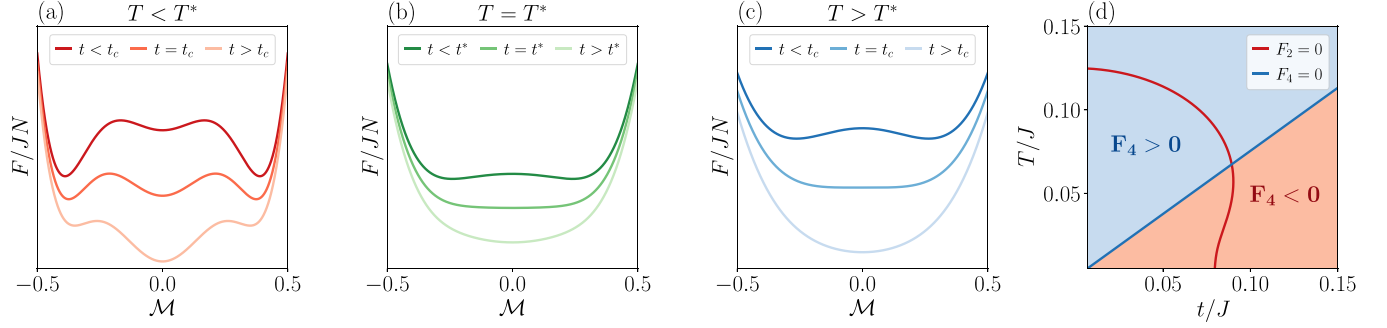 (a) T < T*
t < t_c t = t_c t > t_c
F/JN
−0.5 0.0 0.5
M
(b) T = T*
t < t* t = t* t > t*
F/JN
−0.5 0.0 0.5
M
(c) T > T*
t < t_c t = t_c t > t_c
F/JN
−0.5 0.0 0.5
M
(d)
F_2 = 0
F_4 = 0
F_4 > 0
F_4 < 0
T/J
0.15
0.10
0.05
0.05 0.10 0.15
t/J